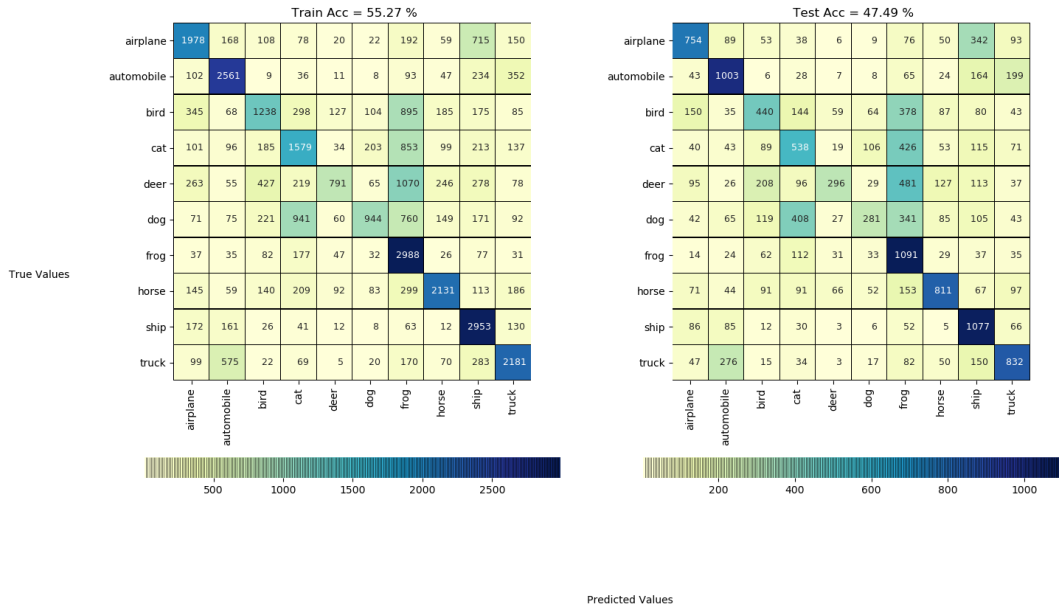 Train Acc = 55.27 %
Test Acc = 47.49 %
airplane 1978 168 108 78 20 22 192 59 715 150
automobile 102 2561 9 36 11 8 93 47 234 352
bird 345 68 1238 298 127 104 895 185 175 85
cat 101 96 185 1579 34 203 853 99 213 137
deer 263 55 427 219 791 65 1070 246 278 78
dog 71 75 221 941 60 944 760 149 171 92
frog 37 35 82 177 47 32 2988 26 77 31
horse 145 59 140 209 92 83 299 2131 113 186
ship 172 161 26 41 12 8 63 12 2953 130
truck 99 575 22 69 5 20 170 70 283 2181
airplane automobile bird cat deer dog frog horse ship truck
500 1000 1500 2000 2500
airplane 754 89 53 38 6 9 76 50 342 93
automobile 43 1003 6 28 7 8 65 24 164 199
bird 150 35 440 144 59 64 378 87 80 43
cat 40 43 89 538 19 106 426 53 115 71
deer 95 26 208 96 296 29 481 127 113 37
dog 42 65 119 408 27 281 341 85 105 43
frog 14 24 62 112 31 33 1091 29 37 35
horse 71 44 91 91 66 52 153 811 67 97
ship 86 85 12 30 3 6 52 5 1077 66
truck 47 276 15 34 3 17 82 50 150 832
airplane automobile bird cat deer dog frog horse ship truck
200 400 600 800 1000
True Values
Predicted Values